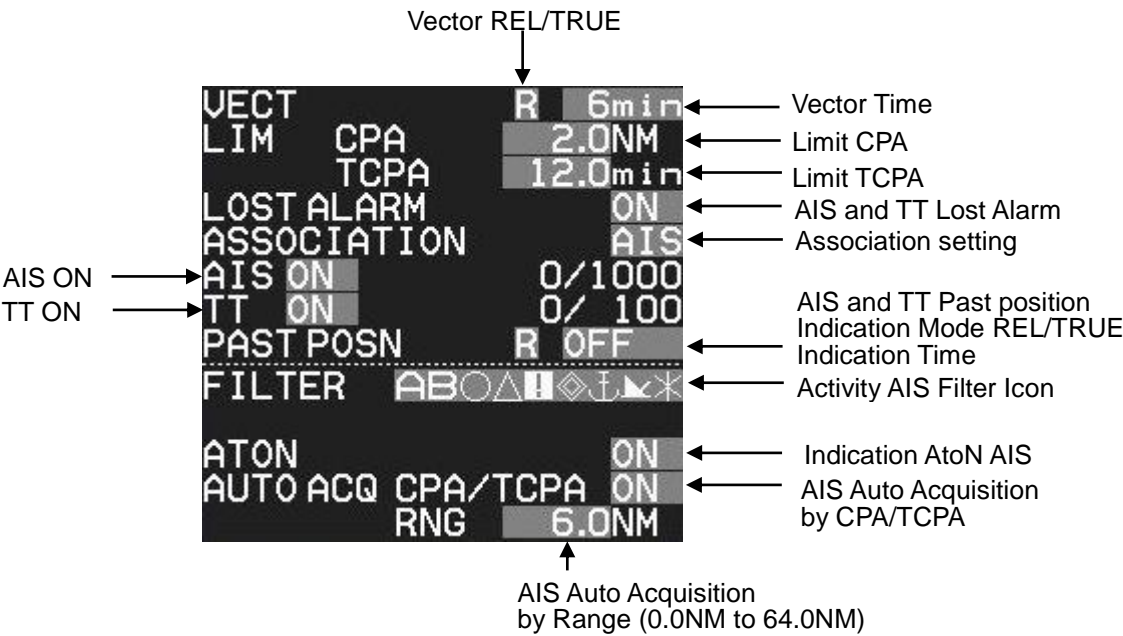 Vector REL/TRUE
VECT R 6min Vector Time
LIM CPA 2.0NM Limit CPA
TCPA 12.0min Limit TCPA
LOST ALARM ON AIS and TT Lost Alarm
ASSOCIATION AIS Association setting
AIS ON AIS ON 0/1000
TT ON TT ON 0/ 100
AIS and TT Past position
Indication Mode REL/TRUE
PAST POSN R OFF Indication Time
FILTER AB Activity AIS Filter Icon
ATON ON Indication AtoN AIS
AUTO ACQ CPA/TCPA ON AIS Auto Acquisition
by CPA/TCPA
RNG 6.0NM
AIS Auto Acquisition
by Range (0.0NM to 64.0NM)